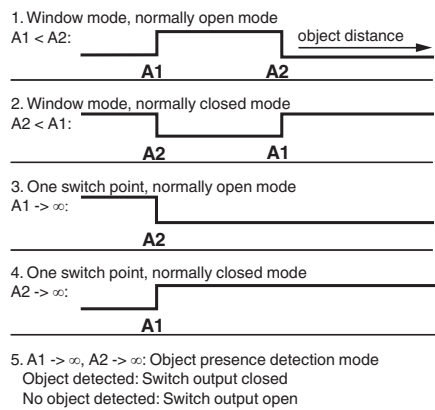 1. Window mode, normally open mode
A1 < A2:
object distance
A1 A2
2. Window mode, normally closed mode
A2 < A1:
A2 A1
3. One switch point, normally open mode
A1 -> ∞:
A2
4. One switch point, normally closed mode
A2 -> ∞:
A1
5. A1 -> ∞, A2 -> ∞: Object presence detection mode
Object detected: Switch output closed
No object detected: Switch output open